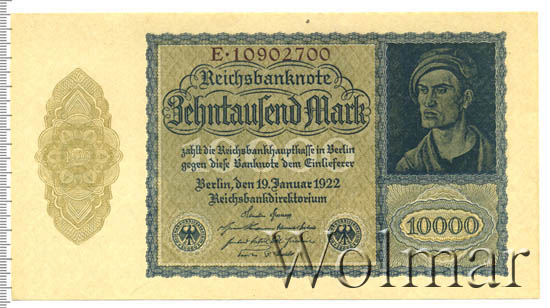 E·10902700
Reichsbanknote
Zehntausend Mark
zahlt die Reichsbankhauptkasse in Berlin
gegen diese Banknote dem Einlieferer
Berlin, den 19. Januar 1922
Reichsbankdirektorium
10000
Wolmar